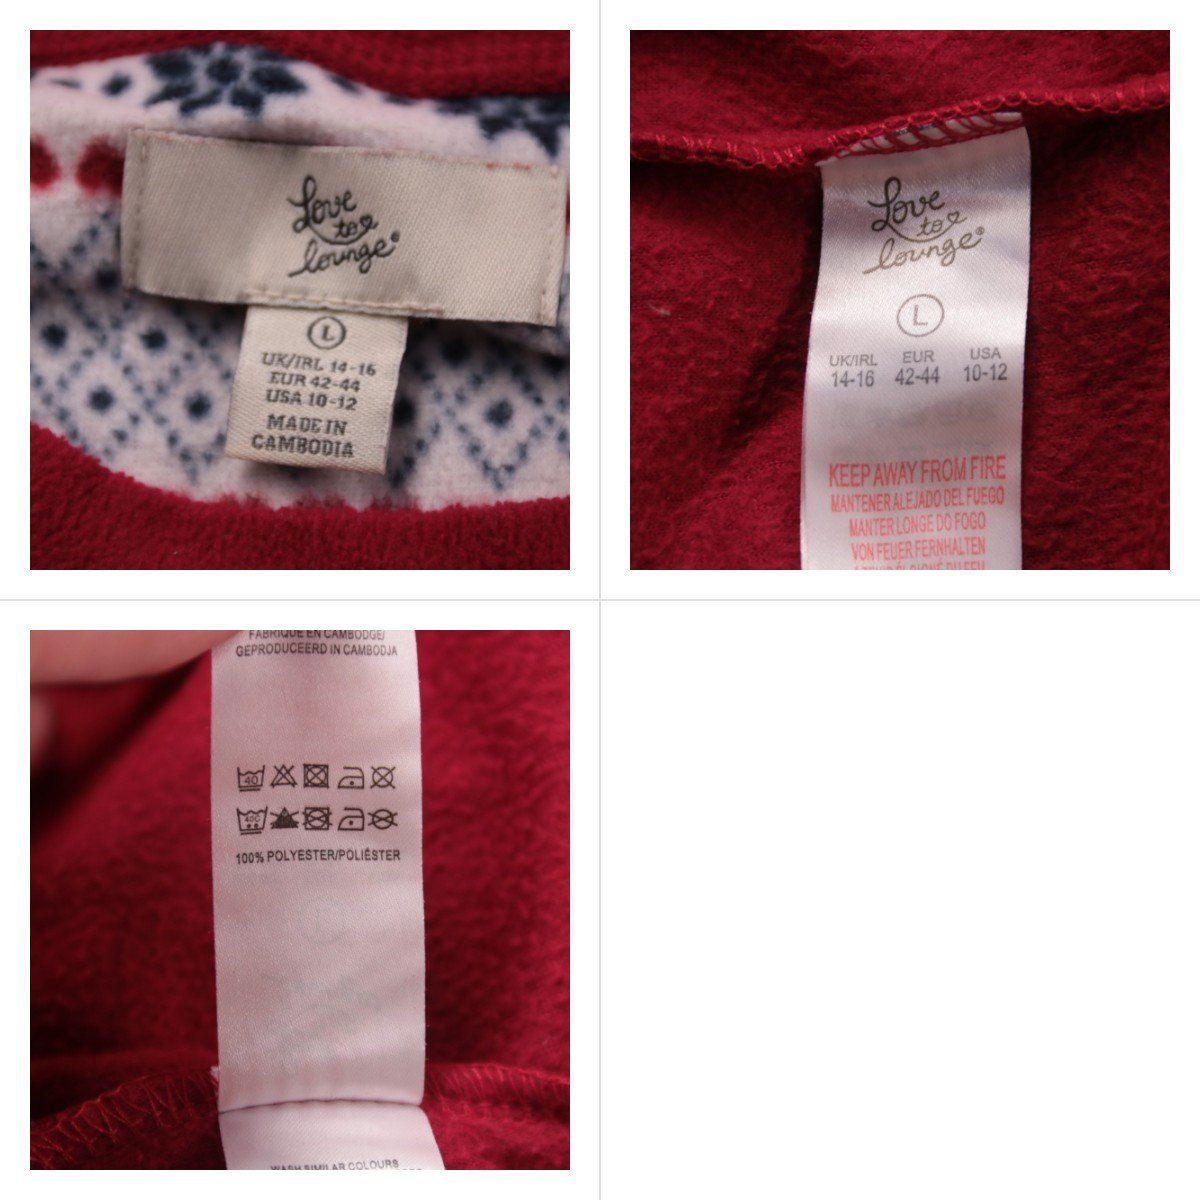 Love
to
lounge®
L
UK/IRL 14-16
EUR 42-44
USA 10-12
MADE IN
CAMBODIA
Love
to
lounge®
L
UK/IRL EUR USA
14-16 42-44 10-12
KEEP AWAY FROM FIRE
MANTENER ALEJADO DEL FUEGO
MANTER LONGE DO FOGO
VON FEUER FERNHALTEN
FABRIQUE EN CAMBODGE/
GEPRODUCEERD IN CAMBODJA
40
40C
100% POLYESTER/POLIÉSTER
WASH SIMILAR COLOURS